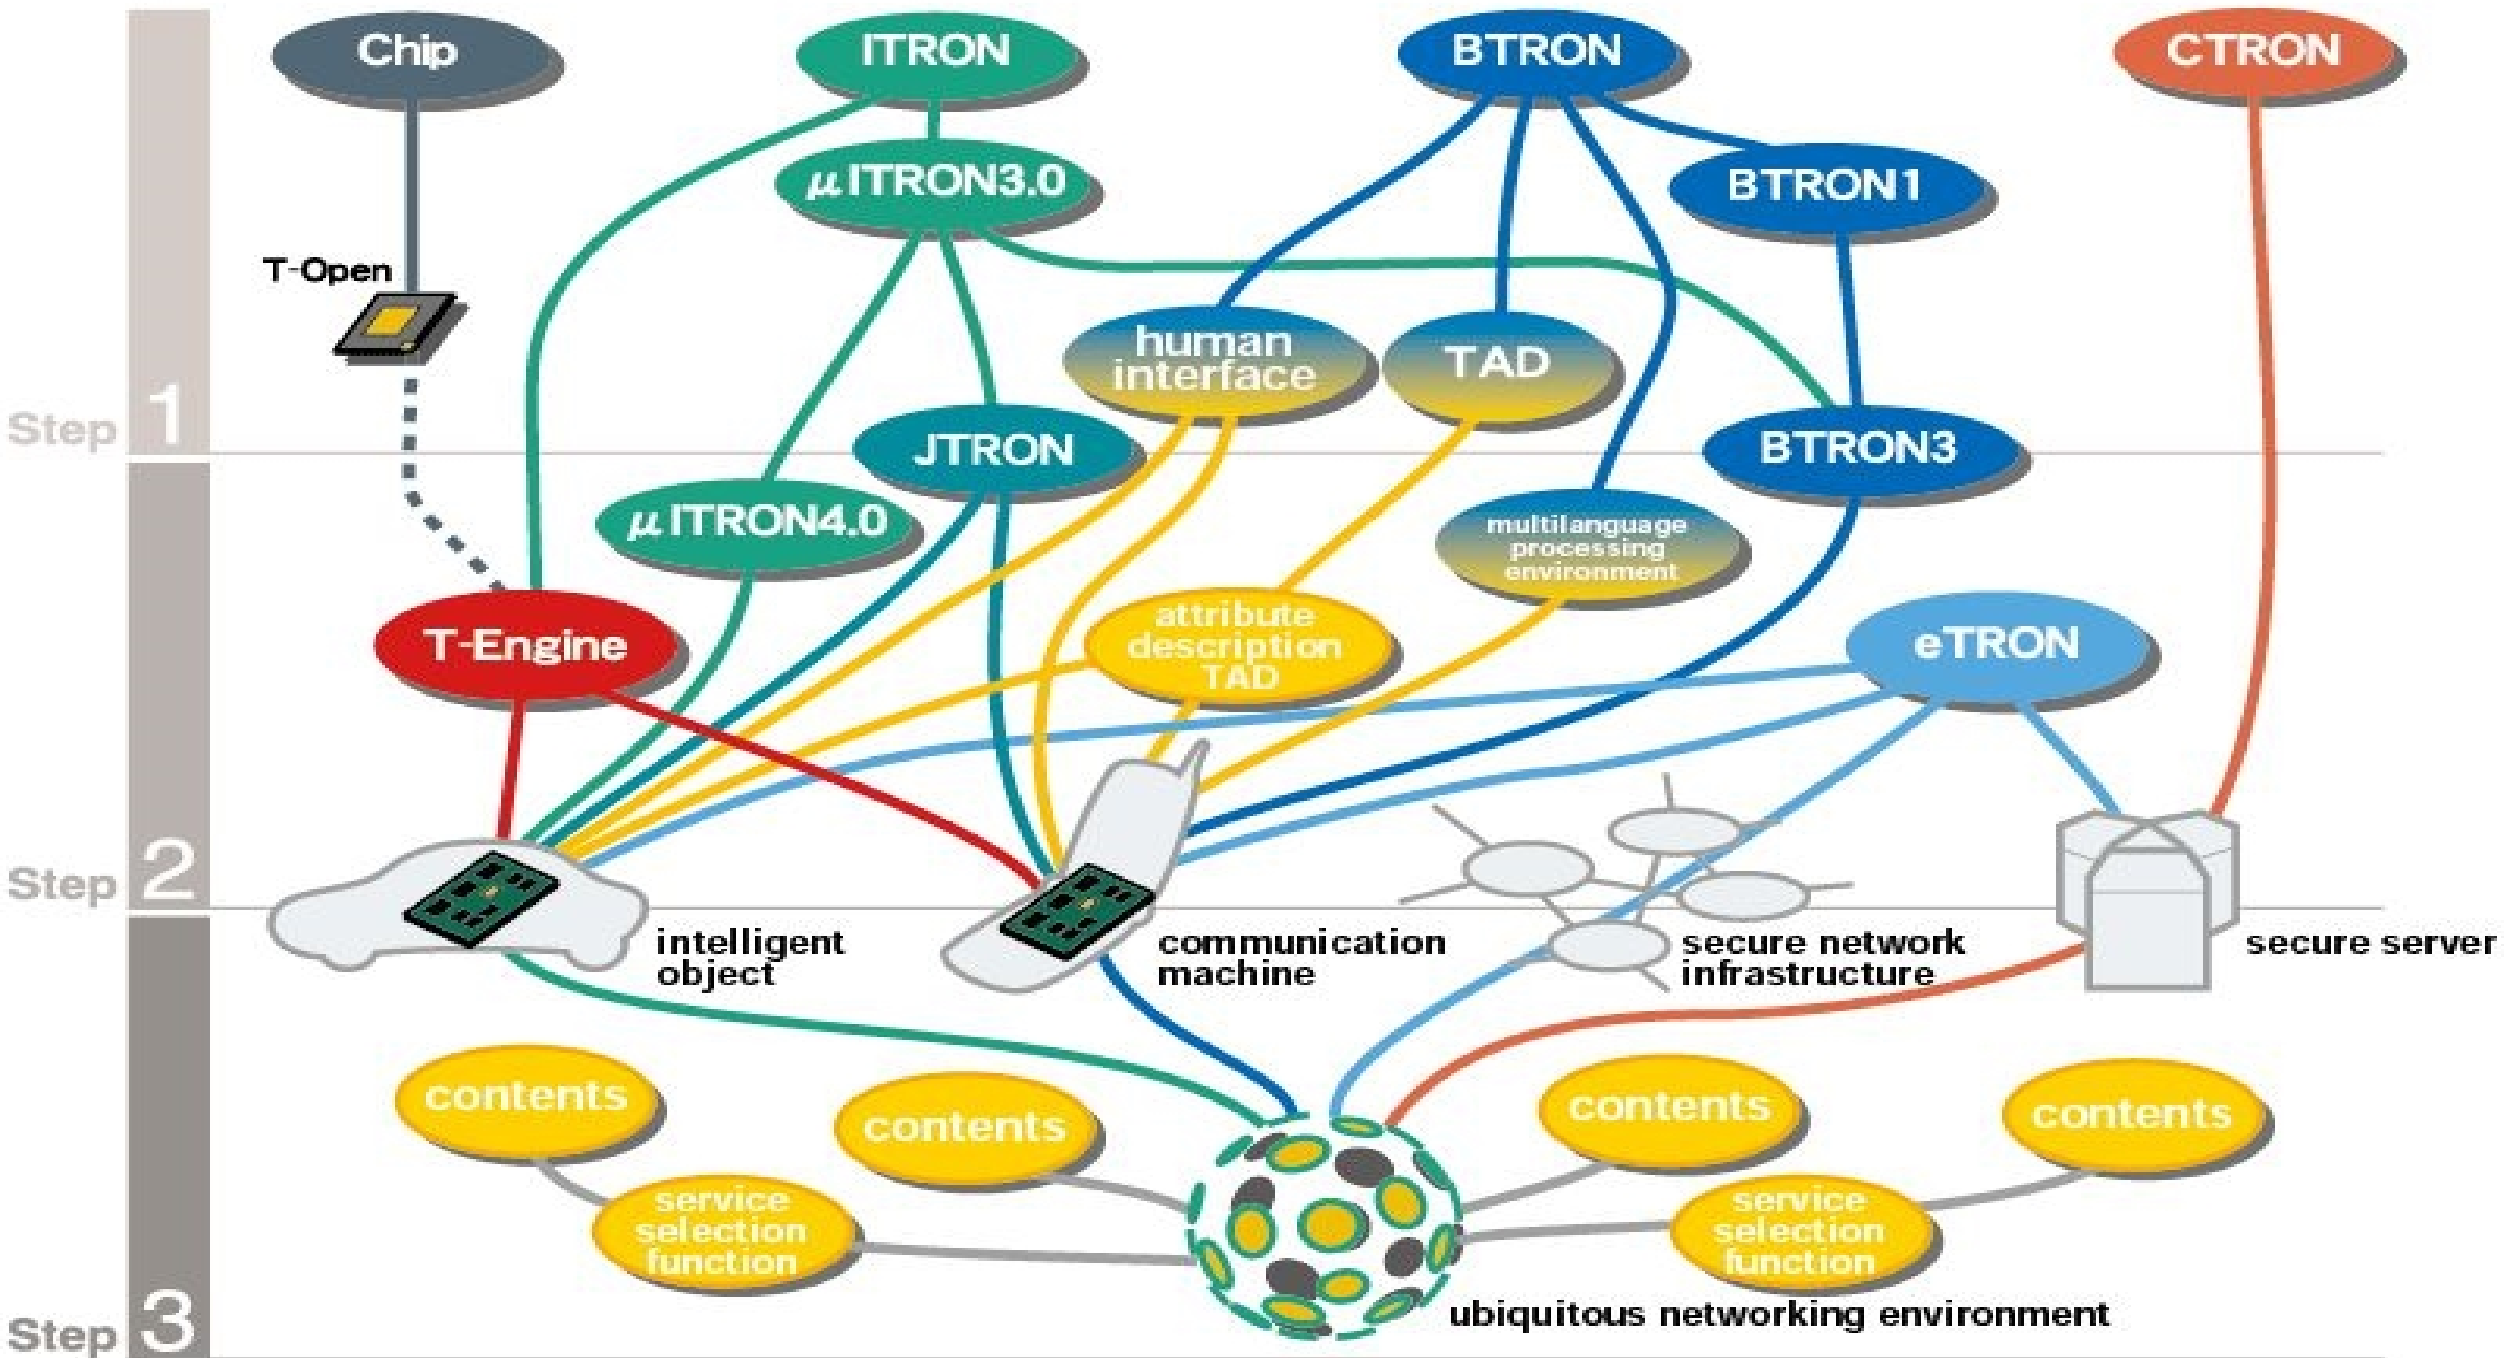 Chip
ITRON
BTRON
CTRON
μITRON3.0
BTRON1
T-Open
human
interface
TAD
Step 1
JTRON
BTRON3
μITRON4.0
multilanguage
processing
environment
T-Engine
attribute
description
TAD
eTRON
Step 2
intelligent
object
communication
machine
secure network
infrastructure
secure server
contents
contents
contents
contents
service
selection
function
service
selection
function
ubiquitous networking environment
Step 3